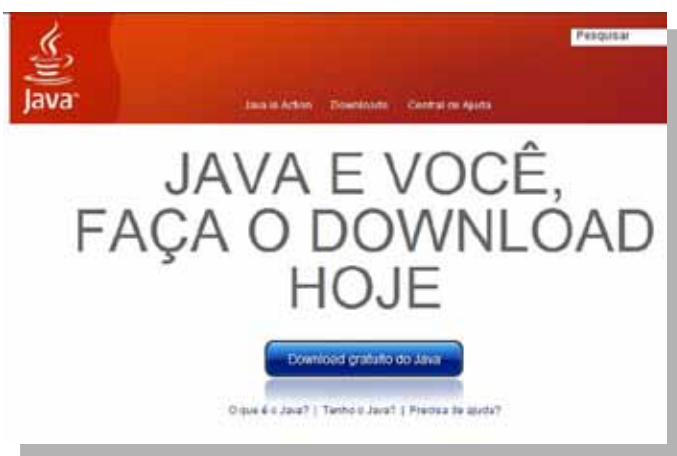 Pesquisar
Java
Java in Action Downloads Central de Ajuda
JAVA E VOCÊ,
FAÇA O DOWNLOAD
HOJE
Download gratuito do Java
O que é o Java? | Tenho o Java? | Precisa de ajuda?